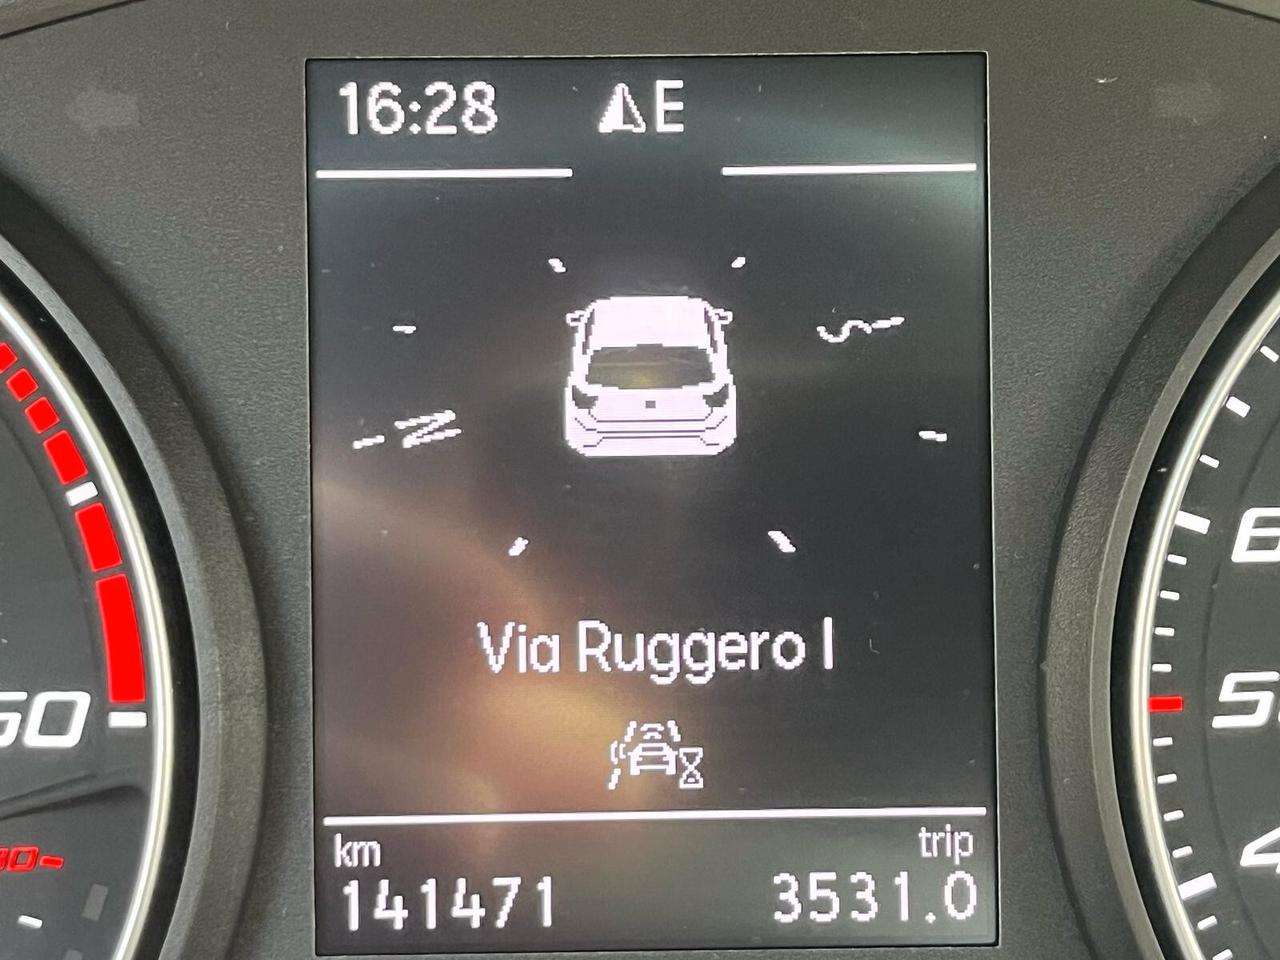 16:28 E
N
Via Ruggero I
km trip
141471 3531.0